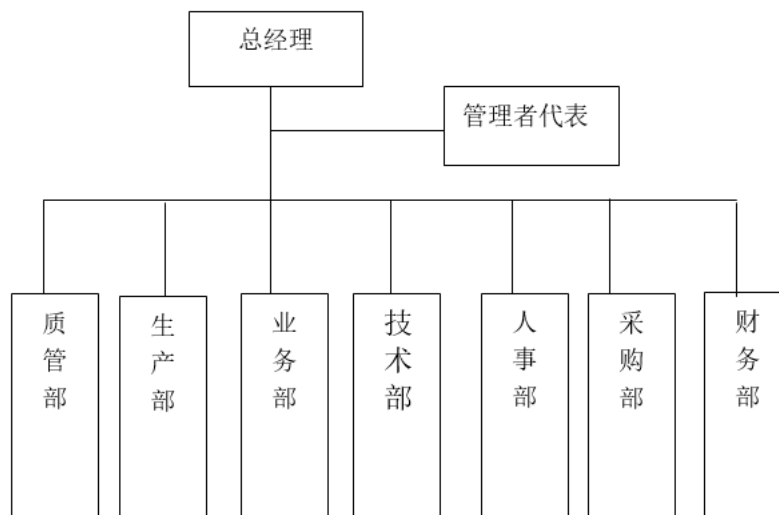 总经理
管理者代表
质管部
生产部
业务部
技术部
人事部
采购部
财务部